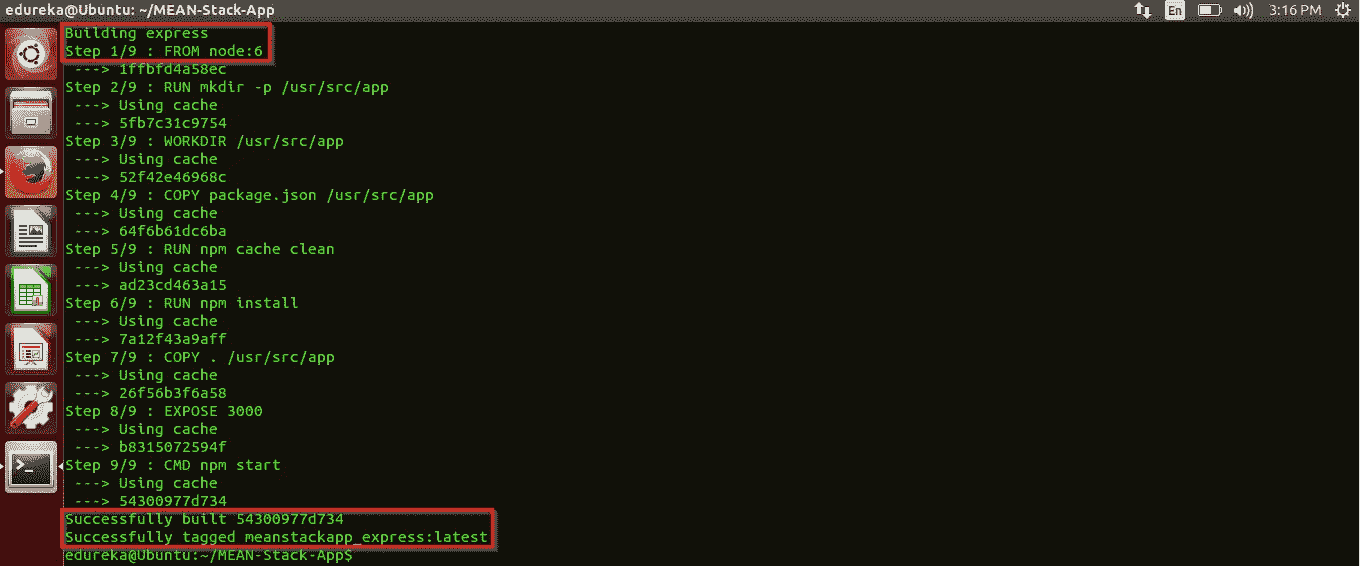 edureka@Ubuntu: ~/MEAN-Stack-App
En
3:16 PM
Building express
Step 1/9 : FROM node:6
---> 1ffbfd4a58ec
Step 2/9 : RUN mkdir -p /usr/src/app
---> Using cache
---> 5fb7c31c9754
Step 3/9 : WORKDIR /usr/src/app
---> Using cache
---> 52f42e46968c
Step 4/9 : COPY package.json /usr/src/app
---> Using cache
---> 64f6b61dc6ba
Step 5/9 : RUN npm cache clean
---> Using cache
---> ad23cd463a15
Step 6/9 : RUN npm install
---> Using cache
---> 7a12f43a9aff
Step 7/9 : COPY . /usr/src/app
---> Using cache
---> 26f56b3f6a58
Step 8/9 : EXPOSE 3000
---> Using cache
---> b8315072594f
Step 9/9 : CMD npm start
---> Using cache
---> 54300977d734
Successfully built 54300977d734
Successfully tagged meanstackapp_express:latest
edureka@Ubuntu:~/MEAN-Stack-App$